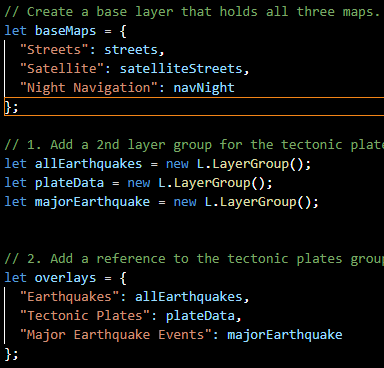 // Create a base layer that holds all three maps.
let baseMaps = {
  "Streets": streets,
  "Satellite": satelliteStreets,
  "Night Navigation": navNight
};
// 1. Add a 2nd layer group for the tectonic plate
let allEarthquakes = new L.LayerGroup();
let plateData = new L.LayerGroup();
let majorEarthquake = new L.LayerGroup();
// 2. Add a reference to the tectonic plates group
let overlays = {
  "Earthquakes": allEarthquakes,
  "Tectonic Plates": plateData,
  "Major Earthquake Events": majorEarthquake
};